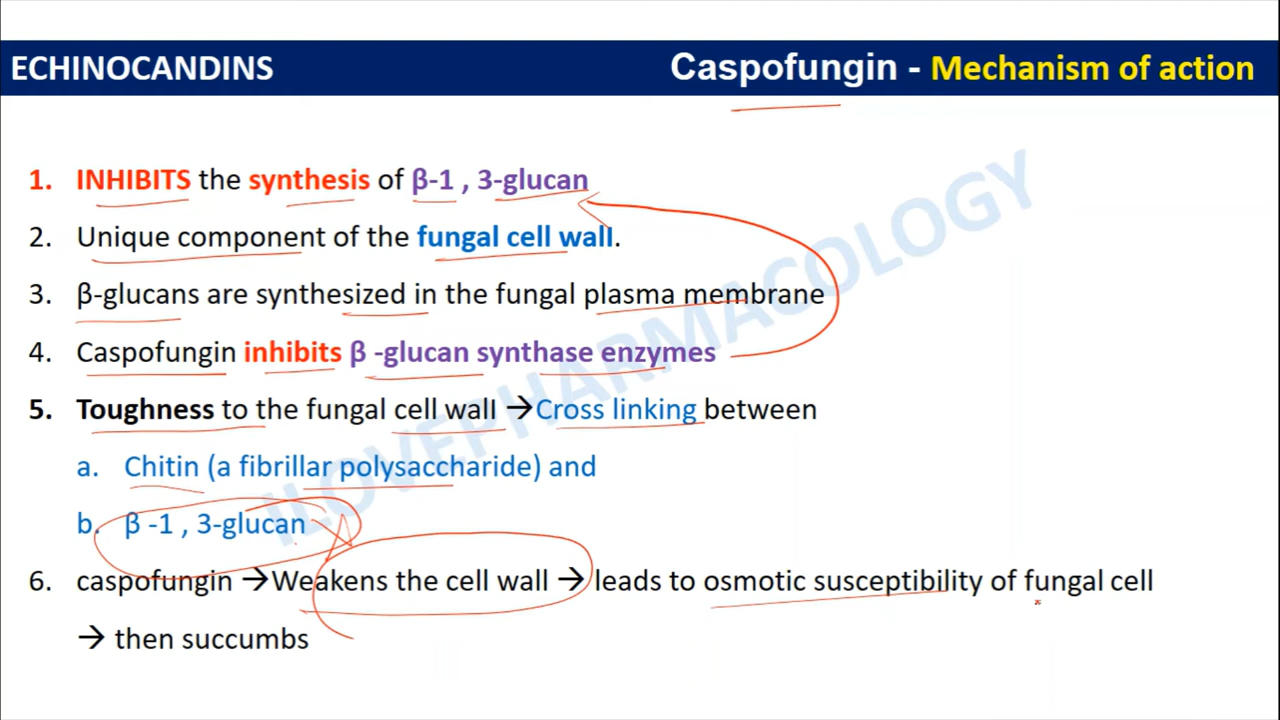 ECHINOCANDINS
Caspofungin - Mechanism of action
1. INHIBITS the synthesis of β-1 , 3-glucan
2. Unique component of the fungal cell wall.
3. β-glucans are synthesized in the fungal plasma membrane
4. Caspofungin inhibits β -glucan synthase enzymes
5. Toughness to the fungal cell wall →Cross linking between
a. Chitin (a fibrillar polysaccharide) and
b. β -1 , 3-glucan
6. caspofungin →Weakens the cell wall → leads to osmotic susceptibility of fungal cell
→ then succumbs
ILOVEPHARMACOLOGY